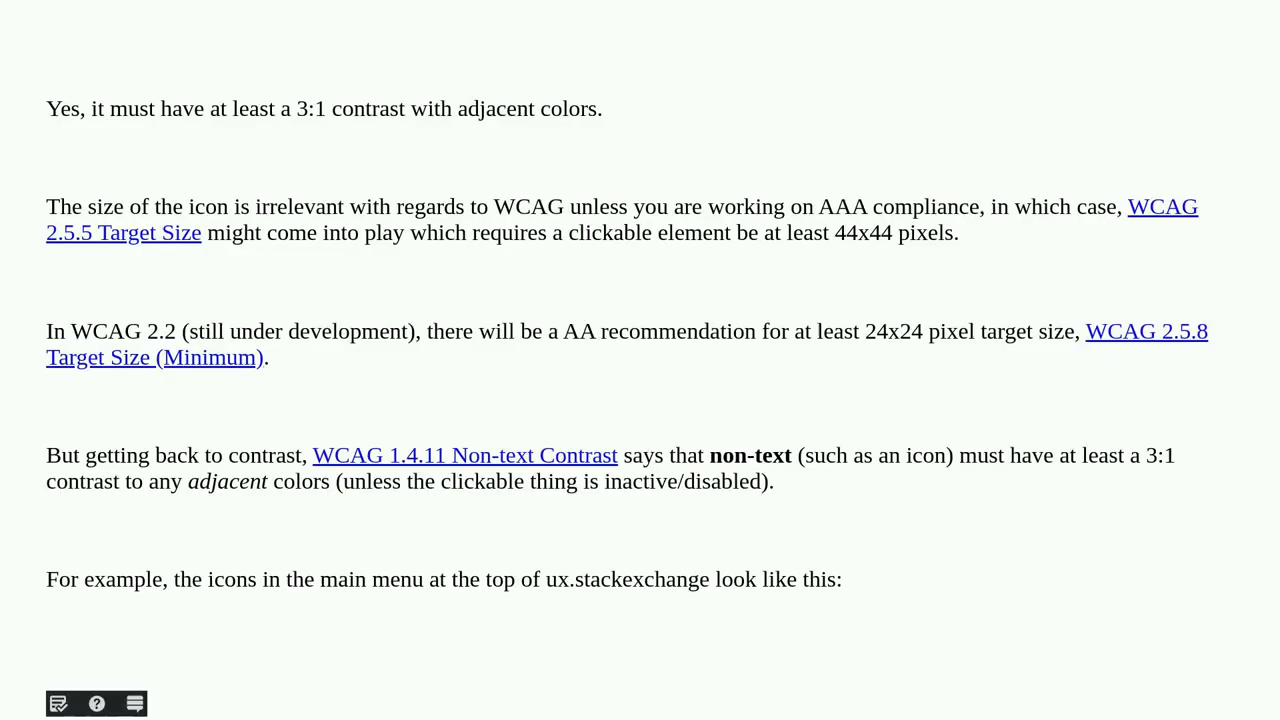 Yes, it must have at least a 3:1 contrast with adjacent colors.
The size of the icon is irrelevant with regards to WCAG unless you are working on AAA compliance, in which case, WCAG
2.5.5 Target Size might come into play which requires a clickable element be at least 44x44 pixels.
In WCAG 2.2 (still under development), there will be a AA recommendation for at least 24x24 pixel target size, WCAG 2.5.8
Target Size (Minimum).
But getting back to contrast, WCAG 1.4.11 Non-text Contrast says that non-text (such as an icon) must have at least a 3:1
contrast to any adjacent colors (unless the clickable thing is inactive/disabled).
For example, the icons in the main menu at the top of ux.stackexchange look like this:
?